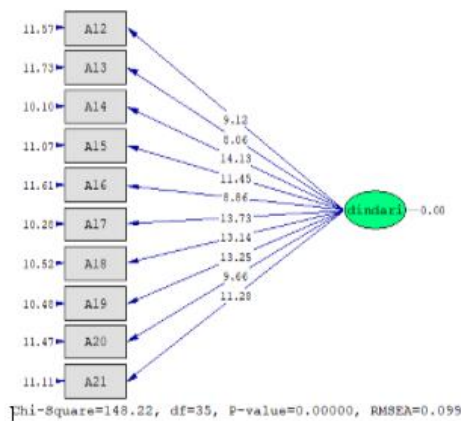 11.57 A12
11.73 A13
10.10 A14
11.07 A15
11.61 A16
10.28 A17
10.52 A18
10.48 A19
11.47 A20
11.11 A21
9.12
8.06
14.13
11.45
8.86
13.73
13.14
13.25
9.66
11.28
dindari 0.00
Chi-Square=148.22, df=35, P-value=0.00000, RMSEA=0.099